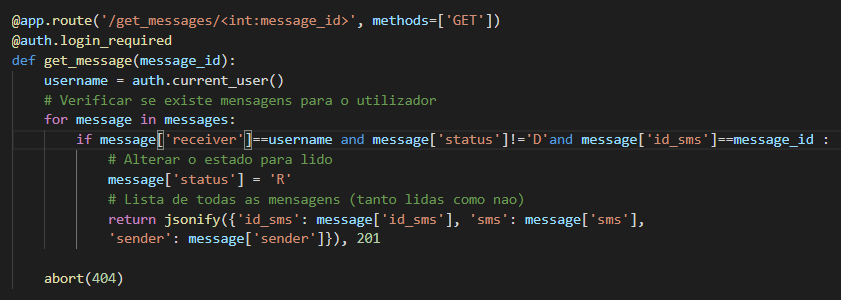 @app.route('/get_messages/<int:message_id>', methods=['GET'])
@auth.login_required
def get_message(message_id):
    username = auth.current_user()
    # Verificar se existe mensagens para o utilizador
    for message in messages:
        if message['receiver']==username and message['status']!='D'and message['id_sms']==message_id :
            # Alterar o estado para lido
            message['status'] = 'R'
            # Lista de todas as mensagens (tanto lidas como nao)
            return jsonify({'id_sms': message['id_sms'], 'sms': message['sms'],
            'sender': message['sender']}), 201
    abort(404)